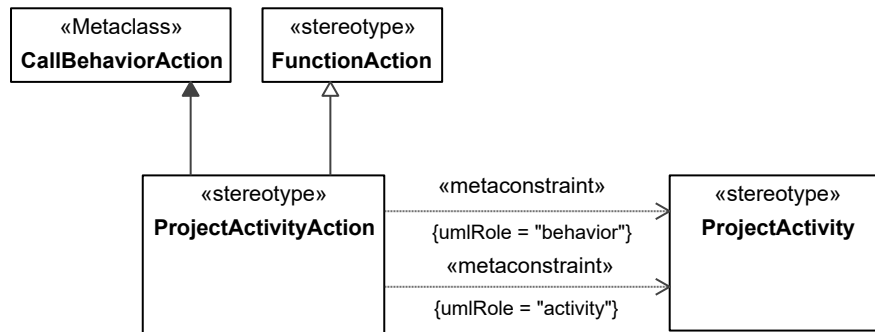 «Metaclass»
CallBehaviorAction
«stereotype»
FunctionAction
«stereotype»
ProjectActivityAction
«metaconstraint»
{umlRole = "behavior"}
«metaconstraint»
{umlRole = "activity"}
«stereotype»
ProjectActivity